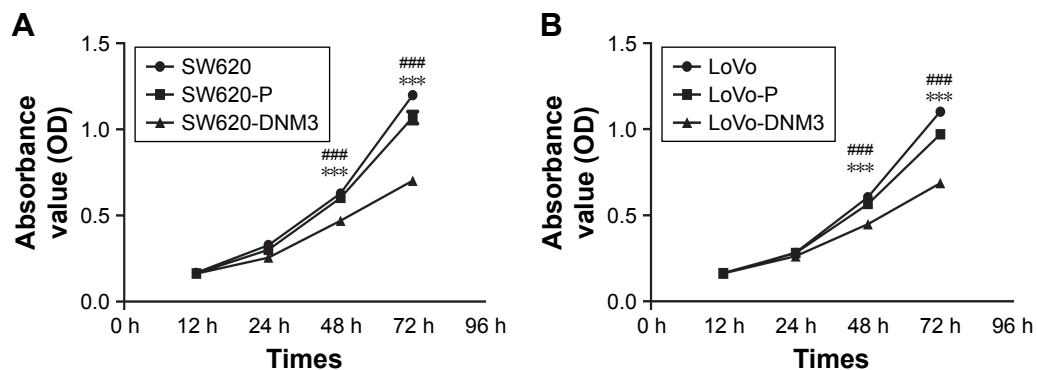 A
Absorbance
value (OD)
1.5
1.0
0.5
0.0
SW620
SW620-P
SW620-DNM3
###
***
###
***
0 h 12 h 24 h 48 h 72 h 96 h
Times
B
Absorbance
value (OD)
1.5
1.0
0.5
0.0
LoVo
LoVo-P
LoVo-DNM3
###
***
###
***
0 h 12 h 24 h 48 h 72 h 96 h
Times